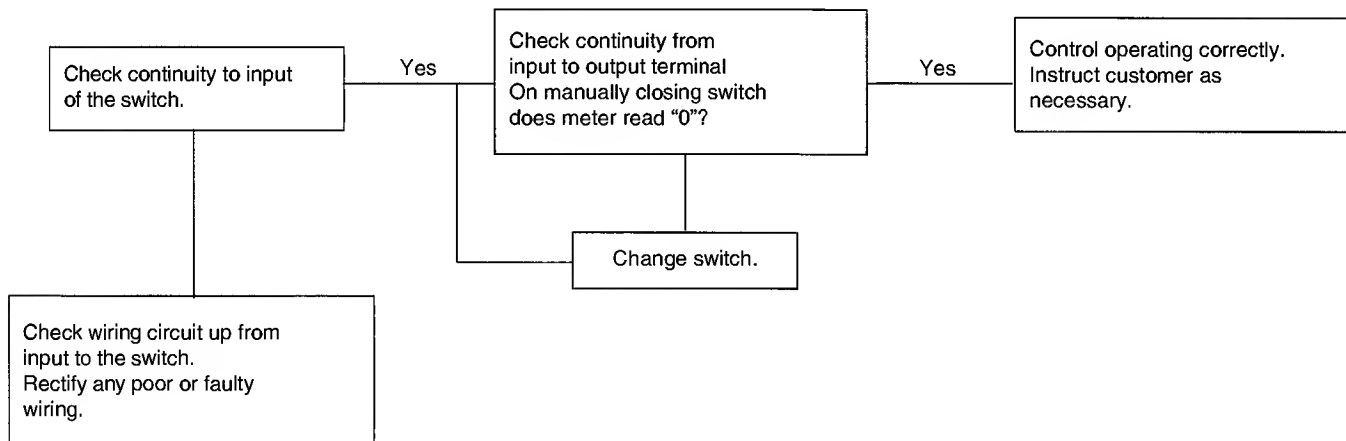 Check continuity to input
of the switch.
Yes
Check continuity from
input to output terminal
On manually closing switch
does meter read “0”?
Yes
Control operating correctly.
Instruct customer as
necessary.
Change switch.
Check wiring circuit up from
input to the switch.
Rectify any poor or faulty
wiring.